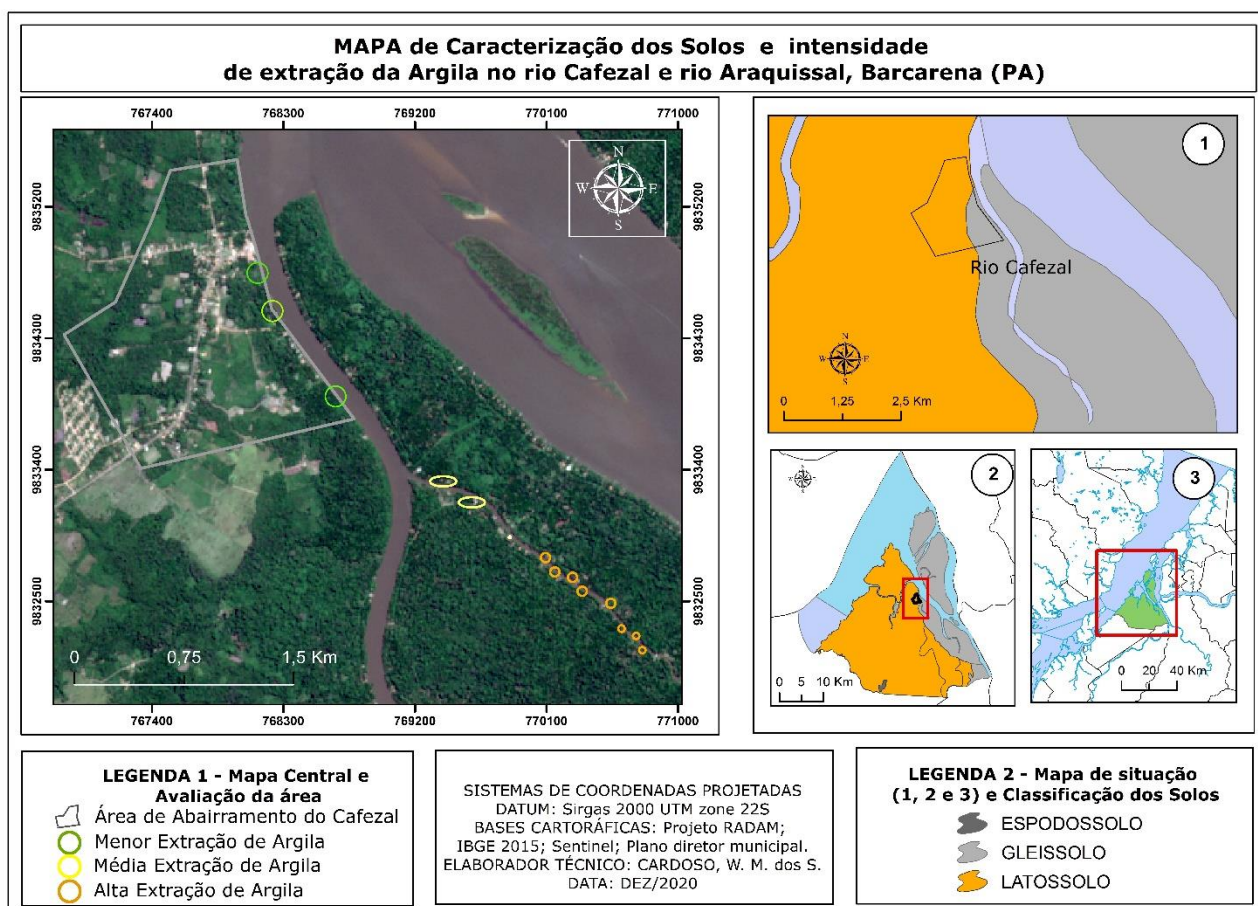 MAPA de Caracterização dos Solos e intensidade
de extração da Argila no rio Cafezal e rio Araquissal, Barcarena (PA)
767400 768300 769200 770100 771000
9835200
9834300
9833400
9832500
N
W E
S
9835200
9834300
9833400
9832500
0 0,75 1,5 Km
767400 768300 769200 770100 771000
1
Rio Cafezal
N
W E
S
0 1,25 2,5 Km
2
N
W E
S
0 5 10 Km
3
0 20 40 Km
LEGENDA 1 - Mapa Central e
Avaliação da área
Área de Abairramento do Cafezal
Menor Extração de Argila
Média Extração de Argila
Alta Extração de Argila
SISTEMAS DE COORDENADAS PROJETADAS
DATUM: Sirgas 2000 UTM zone 22S
BASES CARTORÁFICAS: Projeto RADAM;
IBGE 2015; Sentinel; Plano diretor municipal.
ELABORADOR TÉCNICO: CARDOSO, W. M. dos S.
DATA: DEZ/2020
LEGENDA 2 - Mapa de situação
(1, 2 e 3) e Classificação dos Solos
ESPODOSSOLO
GLEISSOLO
LATOSSOLO